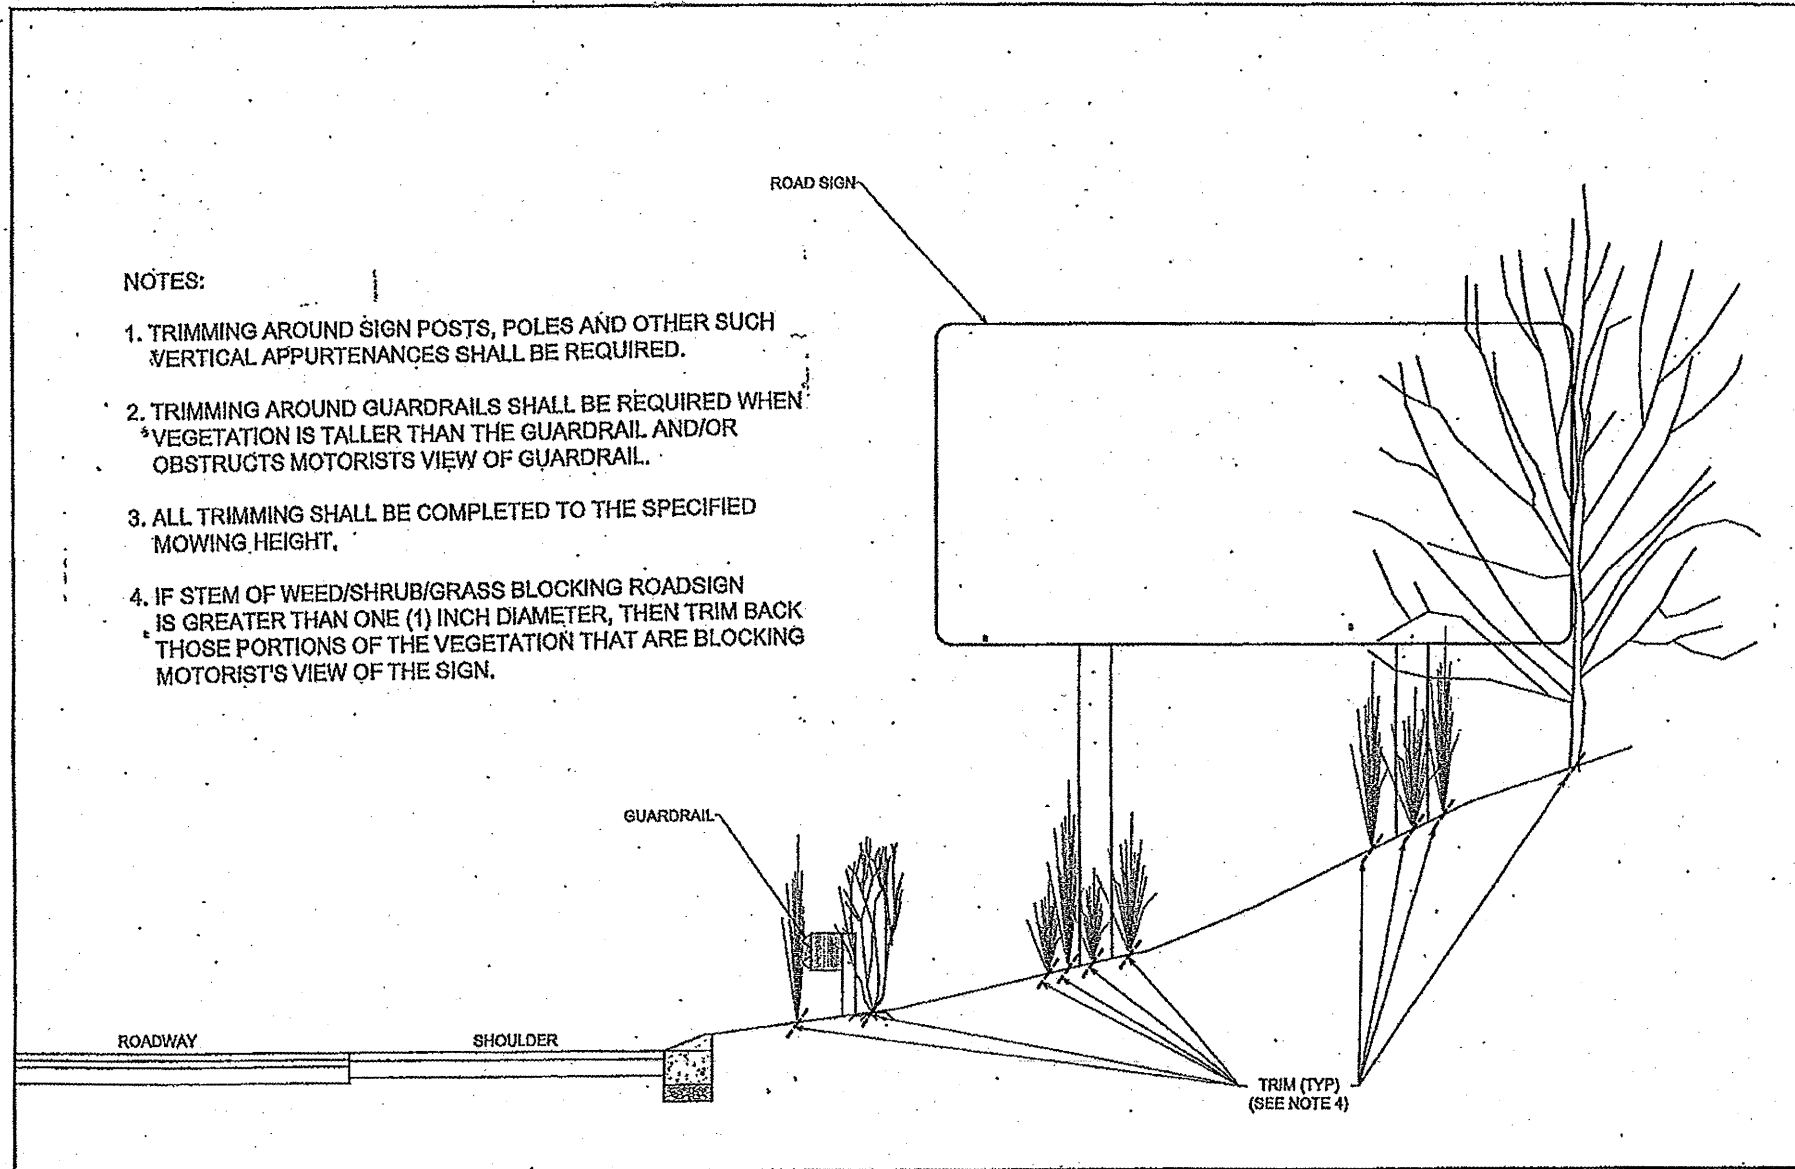 ROAD SIGN
NOTES:
1. TRIMMING AROUND SIGN POSTS, POLES AND OTHER SUCH
VERTICAL APPURTENANCES SHALL BE REQUIRED.
2. TRIMMING AROUND GUARDRAILS SHALL BE REQUIRED WHEN
VEGETATION IS TALLER THAN THE GUARDRAIL AND/OR
OBSTRUCTS MOTORISTS VIEW OF GUARDRAIL.
3. ALL TRIMMING SHALL BE COMPLETED TO THE SPECIFIED
MOWING HEIGHT.
4. IF STEM OF WEED/SHRUB/GRASS BLOCKING ROADSIGN
IS GREATER THAN ONE (1) INCH DIAMETER, THEN TRIM BACK
THOSE PORTIONS OF THE VEGETATION THAT ARE BLOCKING
MOTORIST'S VIEW OF THE SIGN.
GUARDRAIL
ROADWAY
SHOULDER
TRIM (TYP)
(SEE NOTE 4)